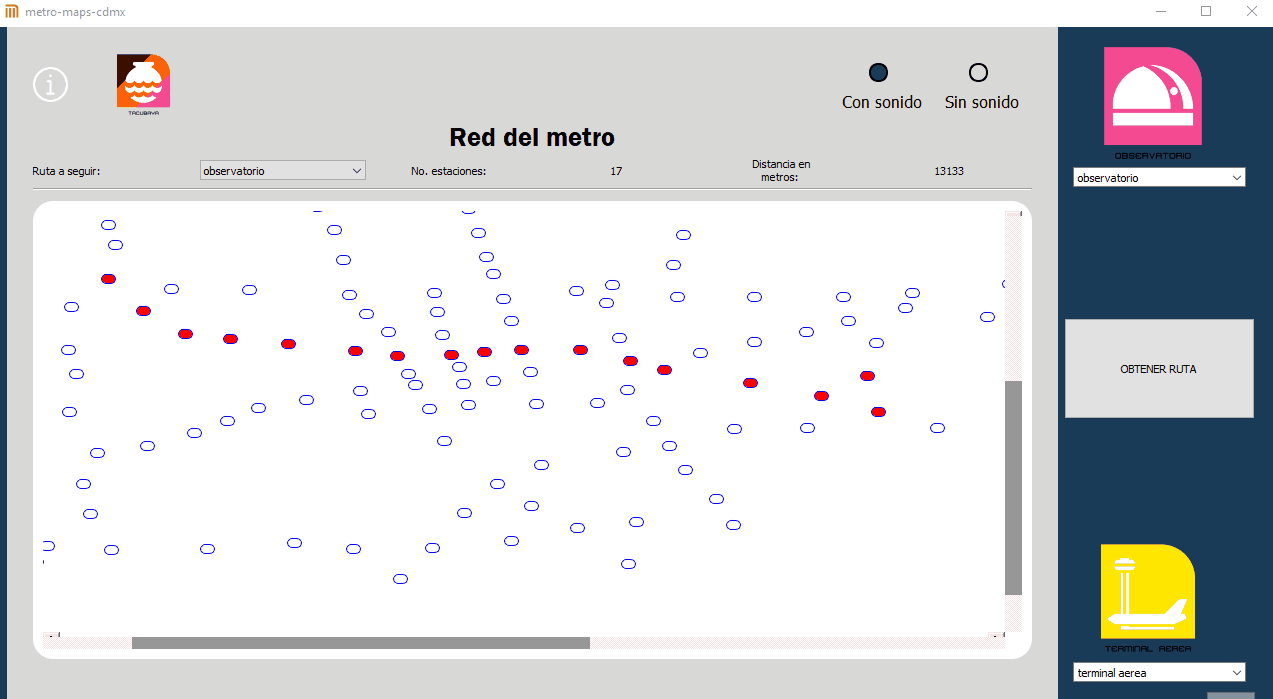 metro-maps-cdmx
TACUBAYA
Con sonido
Sin sonido
Red del metro
Ruta a seguir:
observatorio
No. estaciones:
17
Distancia en
metros:
13133
OBSERVATORIO
observatorio
OBTENER RUTA
TERMINAL AEREA
terminal aerea